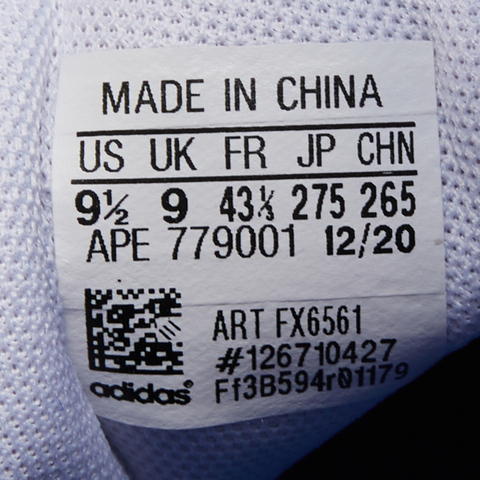 MADE IN CHINA
US UK FR JP CHN
9½ 9 43⅓ 275 265
APE 779001 12/20
ART FX6561
#126710427
adidas® Ff3B594r01179